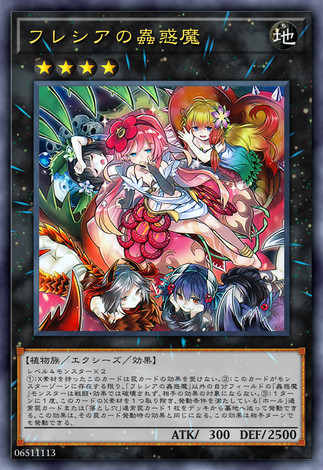 フレシアの蟲惑魔
地
【植物族／エクシーズ／効果】
レベル４モンスター×２
①:X素材を持ったこのカードは罠カードの効果を受けない。②:このカードがモン
スターゾーンに存在する限り、「フレシアの蟲惑魔」以外の自分フィールドの「蟲惑魔」
モンスターは戦闘・効果では破壊されず、相手の効果の対象にならない。③:１ター
ンに１度、このカードのX素材を１つ取り除き、発動条件を満たしている「ホール」通
常罠カードまたは「落とし穴」通常罠カード１枚をデッキから墓地へ送って発動でき
る。この効果は、その罠カード発動時の効果と同じになる。この効果は相手ターンで
も発動できる。
ATK/ 300 DEF/2500
06511113